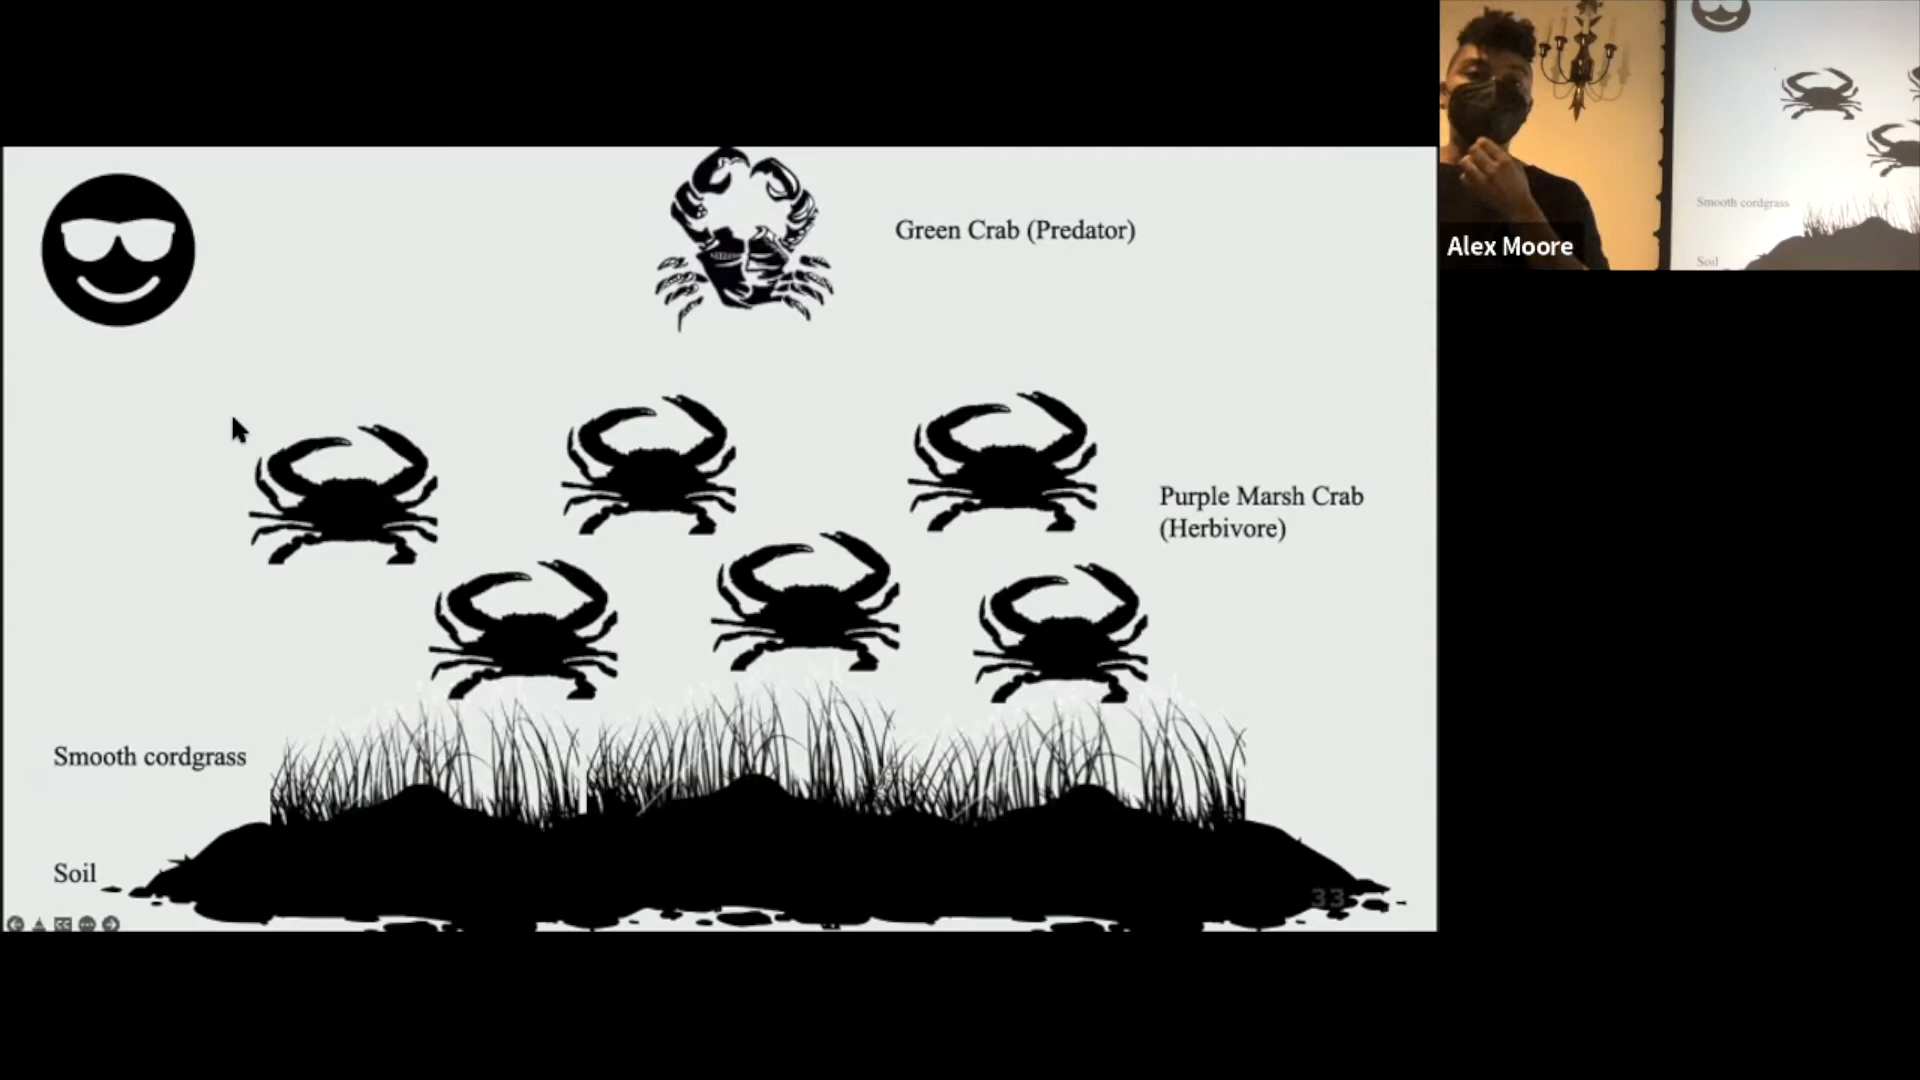 Green Crab (Predator)
Purple Marsh Crab
(Herbivore)
Smooth cordgrass
Soil
33
Alex Moore
Smooth cordgrass
Soil